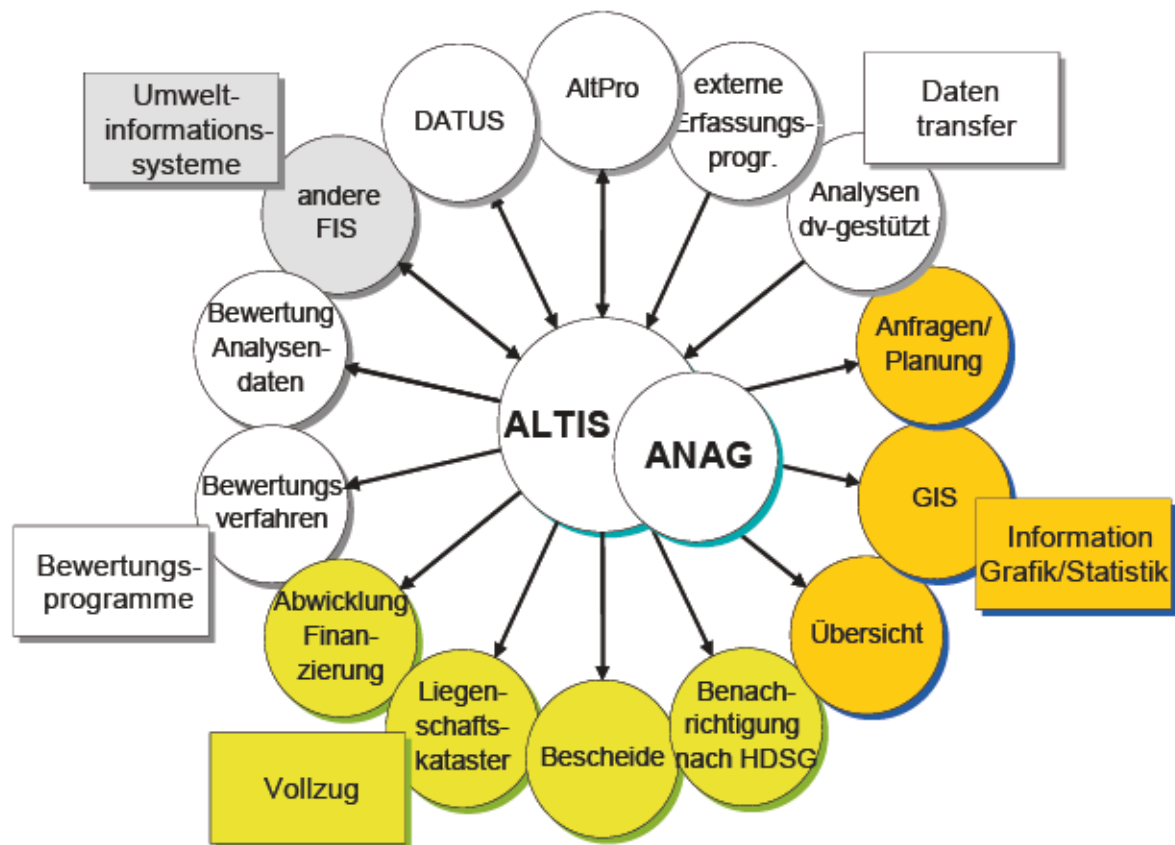 Umwelt-
informations-
systeme
DATUS
AltPro
externe
Erfassungs-
progr.
Daten
transfer
andere
FIS
Analysen
dv-gestützt
Bewertung
Analysen-
daten
Anfragen/
Planung
ALTIS
ANAG
Bewertungs
verfahren
GIS
Bewertungs-
programme
Information
Grafik/Statistik
Abwicklung
Finan-
zierung
Übersicht
Liegen-
schafts-
kataster
Bescheide
Benach-
richtigung
nach HDSG
Vollzug